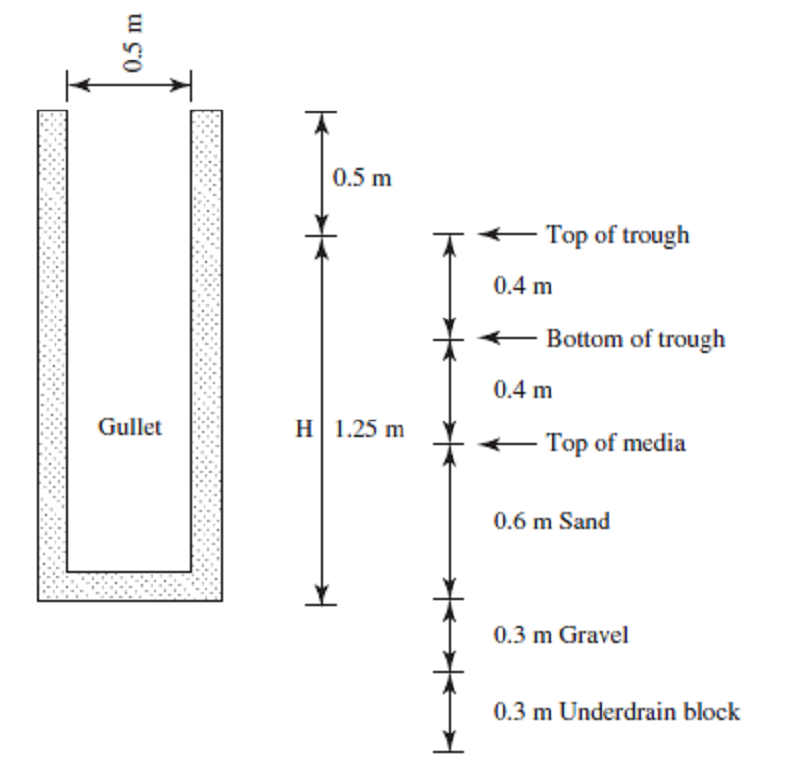 0.5 m
0.5 m
Top of trough
0.4 m
Bottom of trough
0.4 m
Gullet
H 1.25 m
Top of media
0.6 m Sand
0.3 m Gravel
0.3 m Underdrain block